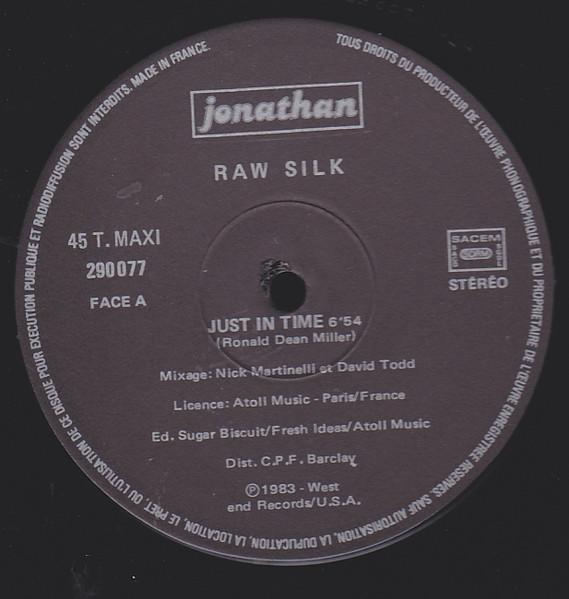 TOUS DROITS DU PRODUCTEUR DE L'ŒUVRE PHONOGRAPHIQUE ET DU PROPRIETAIRE DE L'ŒUVRE ENREGISTREE RESERVES. SAUF AUTORISATION, LA DUPLICATION, LA LOCATION, LE PRET, OU L'UTILISATION DE CE DISQUE POUR EXECUTION PUBLIQUE ET RADIODIFFUSION SONT INTERDITS. MADE IN FRANCE.
jonathan
RAW SILK
45 T. MAXI
290077
FACE A
SACEM
SDRM
STÉRÉO
JUST IN TIME 6'54
(Ronald Dean Miller)
Mixage: Nick Martinelli et David Todd
Licence: Atoll Music - Paris/France
Ed. Sugar Biscuit/Fresh Ideas/Atoll Music
Dist. C.P.F. Barclay
Ⓟ1983 - West
end Records/U.S.A.